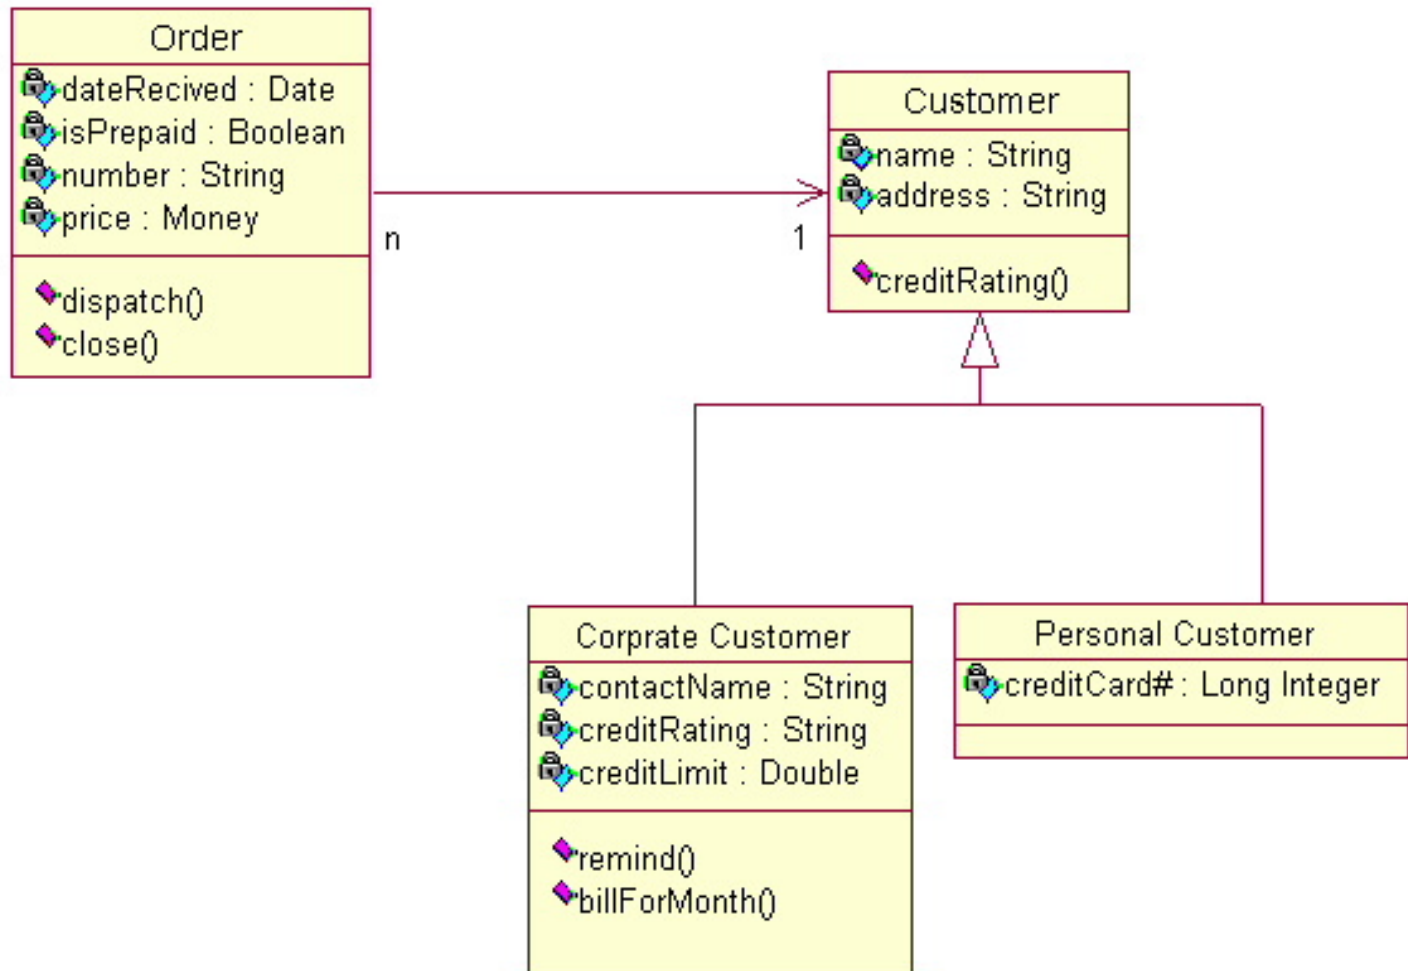 Order
dateRecived : Date
isPrepaid : Boolean
number : String
price : Money
dispatch()
close()
n
1
Customer
name : String
address : String
creditRating()
Corprate Customer
contactName : String
creditRating : String
creditLimit : Double
remind()
billForMonth()
Personal Customer
creditCard# : Long Integer